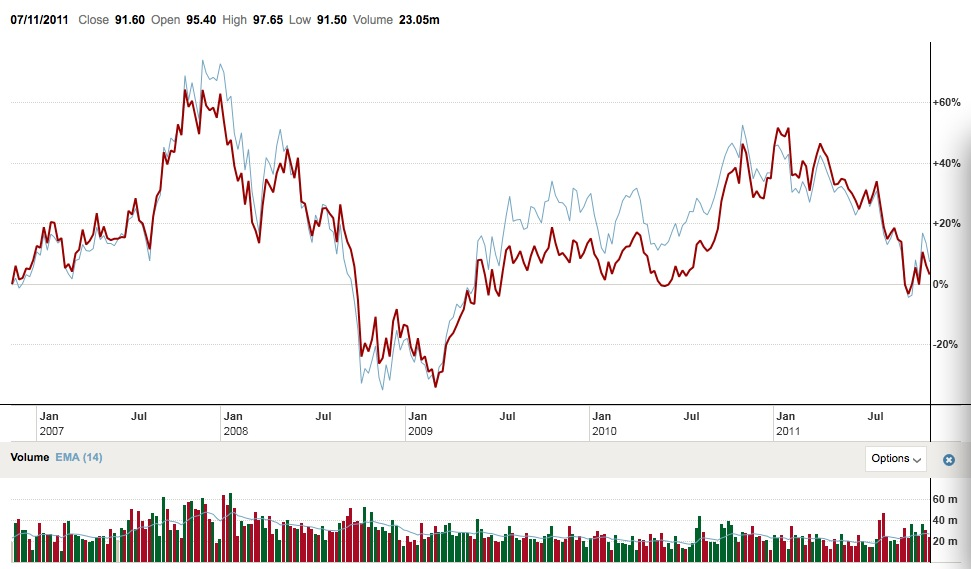 07/11/2011 Close 91.60 Open 95.40 High 97.65 Low 91.50 Volume 23.05m
+60%
+40%
+20%
0%
-20%
Jan Jul Jan Jul Jan Jul Jan Jul Jan Jul
2007 2008 2009 2010 2011
Volume EMA (14) Options
60 m
40 m
20 m